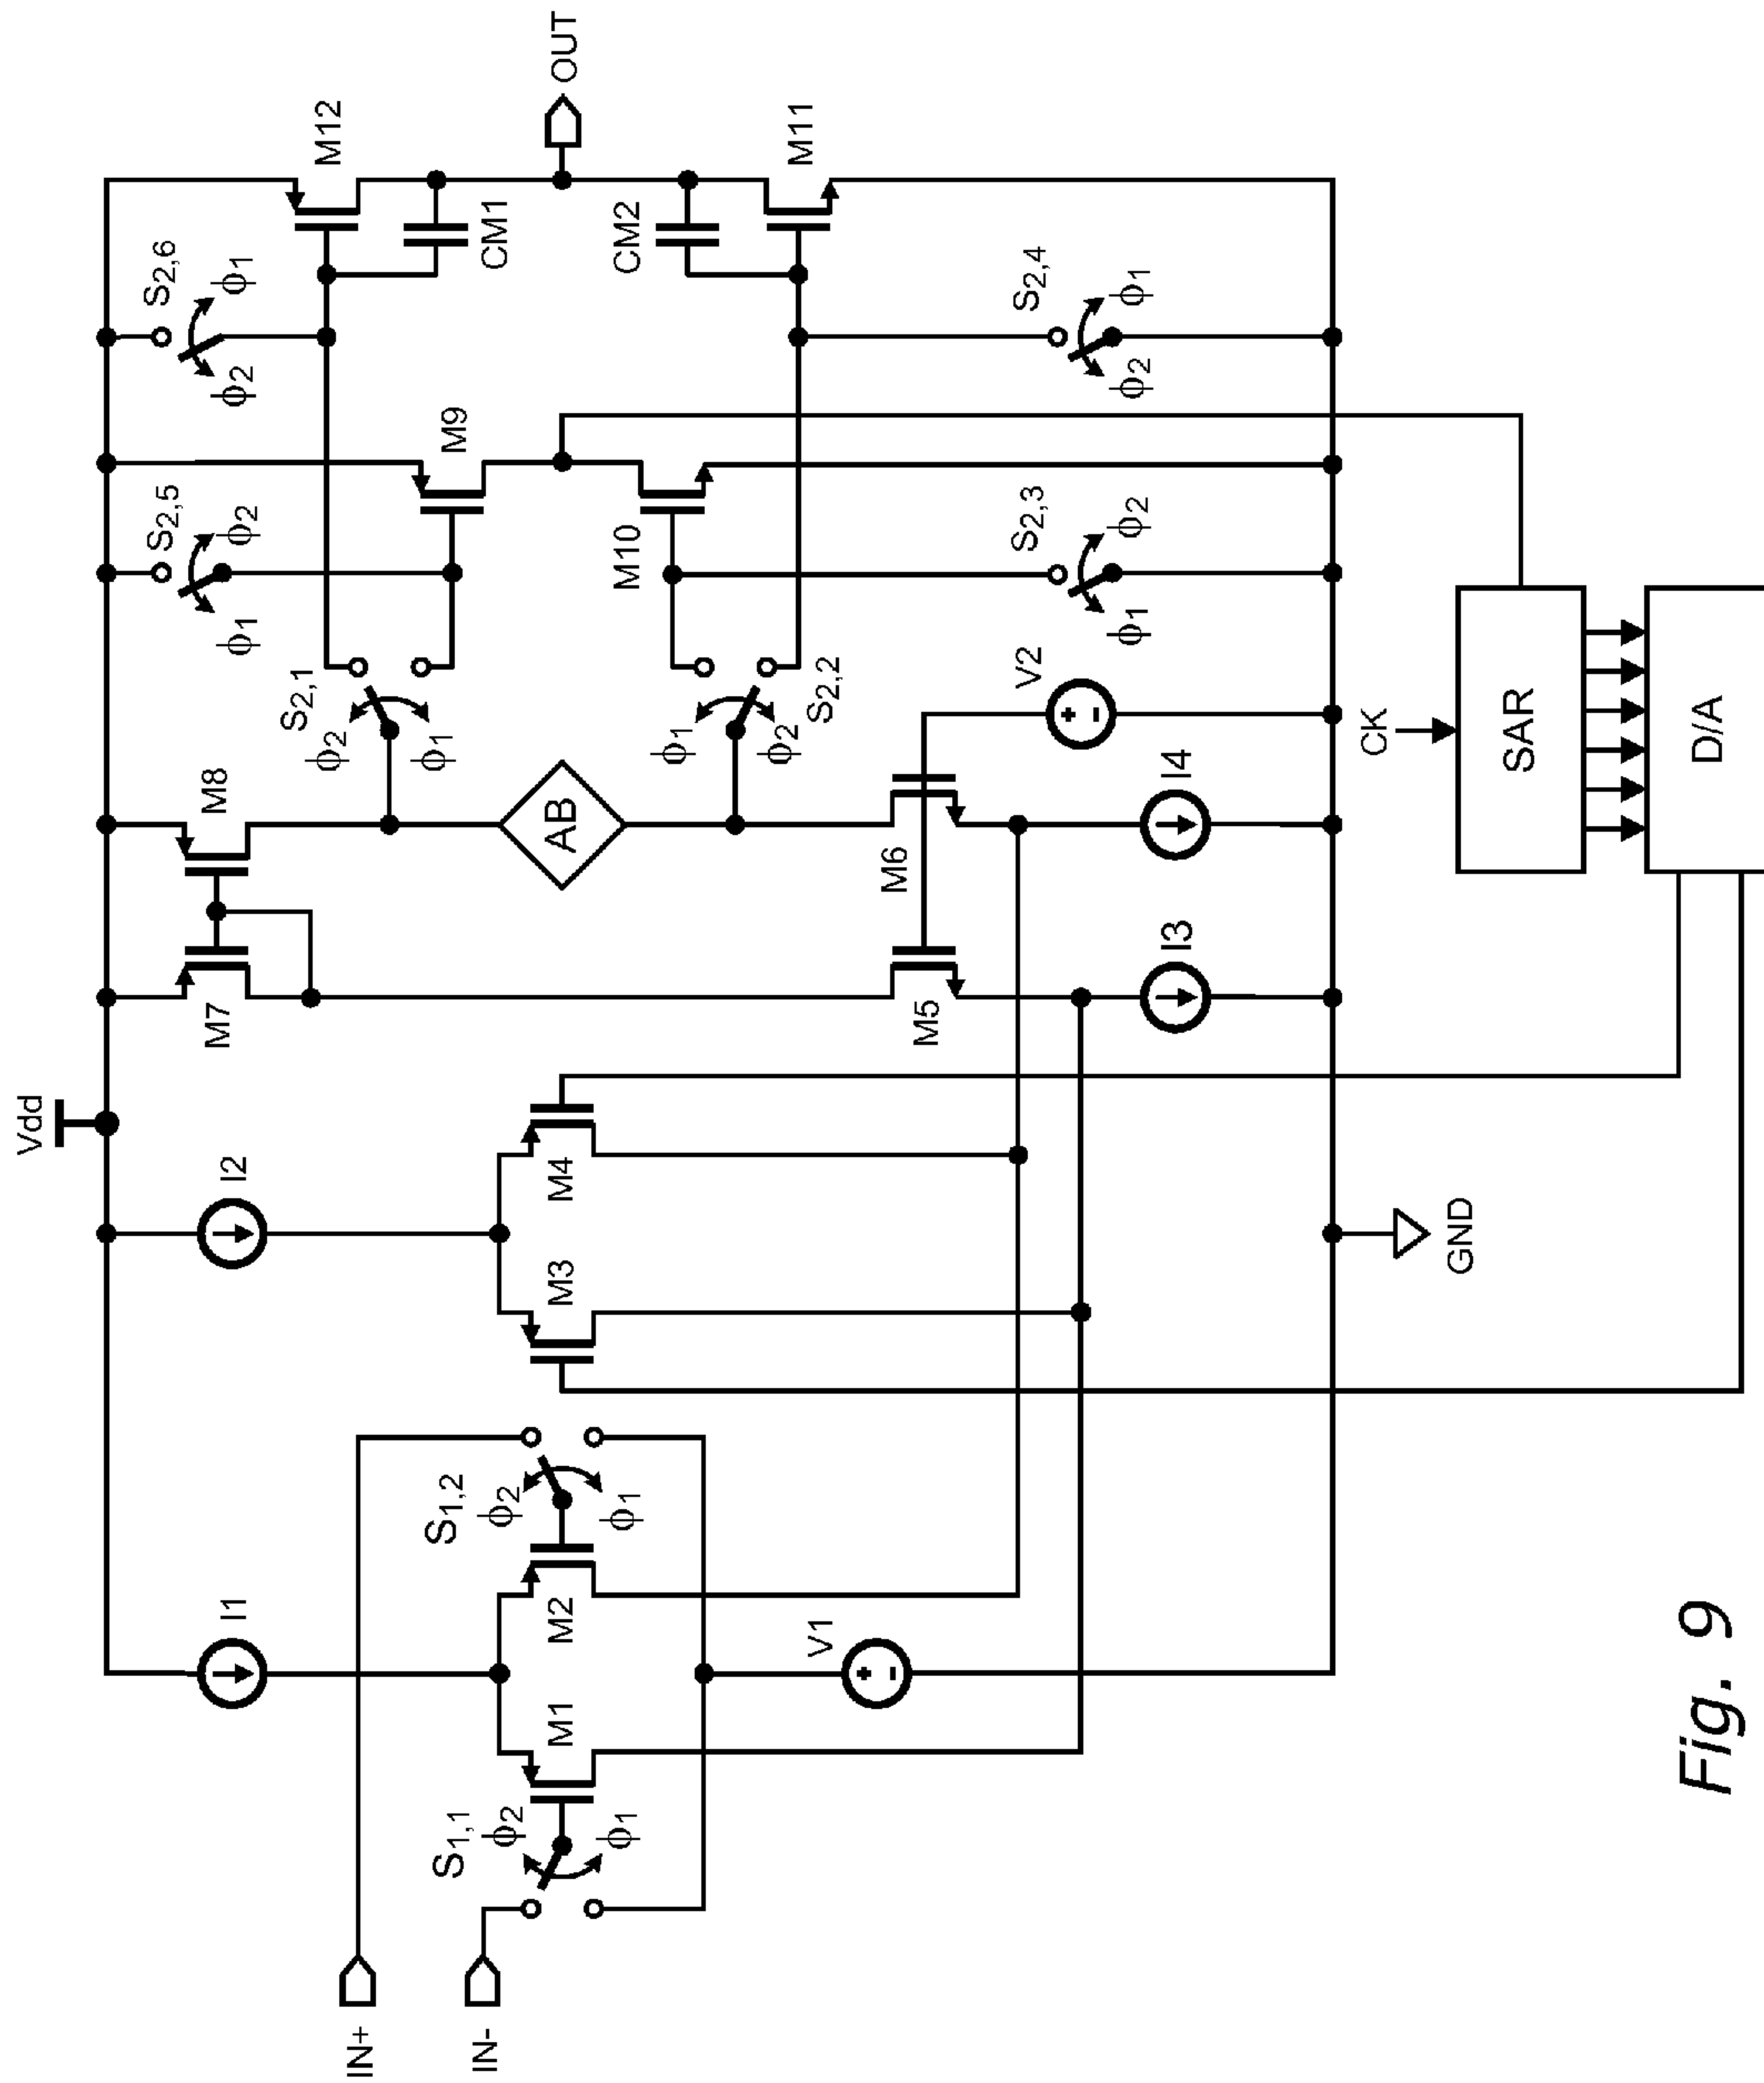 Vdd
I1
I2
M7
M8
S2,1
ϕ2
ϕ1
S2,5
ϕ1
ϕ2
M9
S2,6
ϕ2
ϕ1
M12
CM1
OUT
IN+
IN-
S1,1
ϕ2
ϕ1
M1
M2
S1,2
ϕ2
ϕ1
M3
M4
AB
ϕ1
ϕ2
S2,2
M10
CM2
M11
V1
M5
M6
V2
S2,3
ϕ1
ϕ2
S2,4
ϕ2
ϕ1
I3
I4
GND
CK
SAR
D/A
Fig. 9